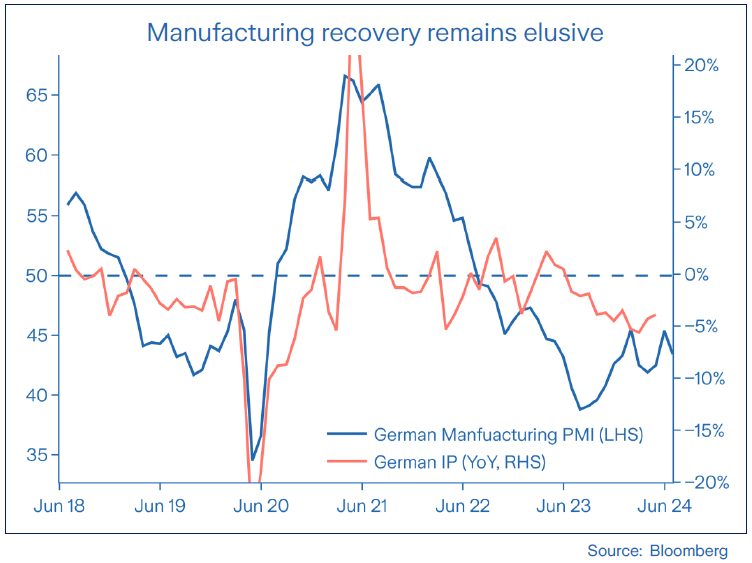 Manufacturing recovery remains elusive
65
60
55
50
45
40
35
20%
15%
10%
5%
0%
-5%
-10%
-15%
-20%
German Manfuacturing PMI (LHS)
German IP (YoY, RHS)
Jun 18
Jun 19
Jun 20
Jun 21
Jun 22
Jun 23
Jun 24
Source: Bloomberg